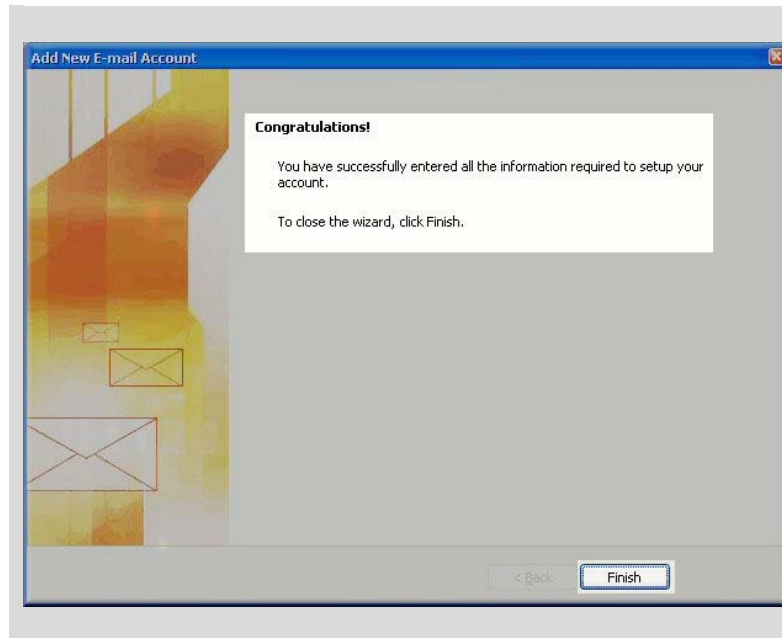 Add New E-mail Account
Congratulations!
You have successfully entered all the information required to setup your
account.
To close the wizard, click Finish.
< Back
Finish